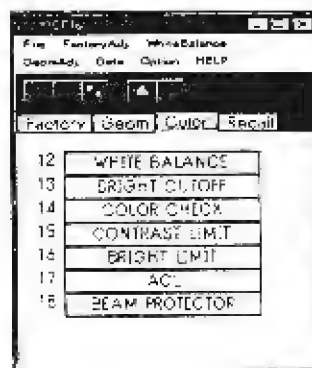 File FactoryAdj WhiteBalance
GeomAdj Data Option HELP
Factory Geom Color Recall
12 WHITE BALANCE
13 BRIGHT CUTOFF
14 COLOR CHECK
15 CONTRAST LIMIT
16 BRIGHT LIMIT
17 ACL
18 BEAM PROTECTOR